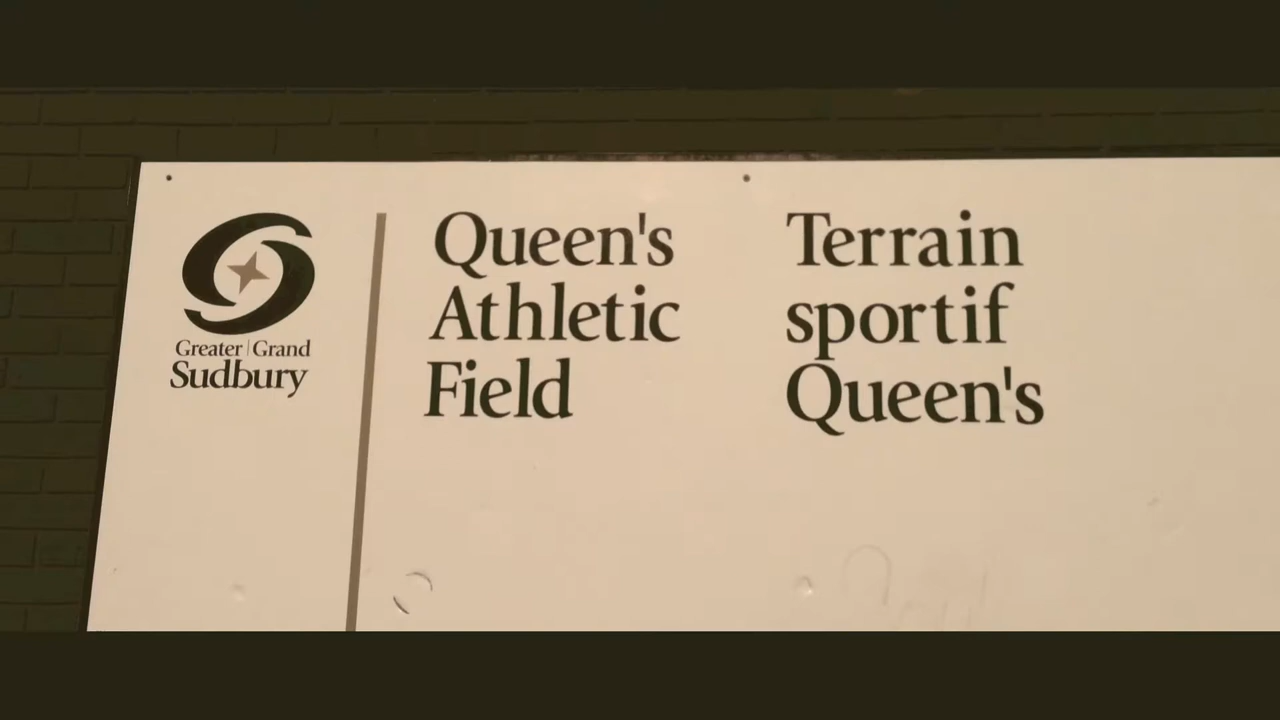 Greater | Grand
Sudbury
Queen's
Athletic
Field
Terrain
sportif
Queen's